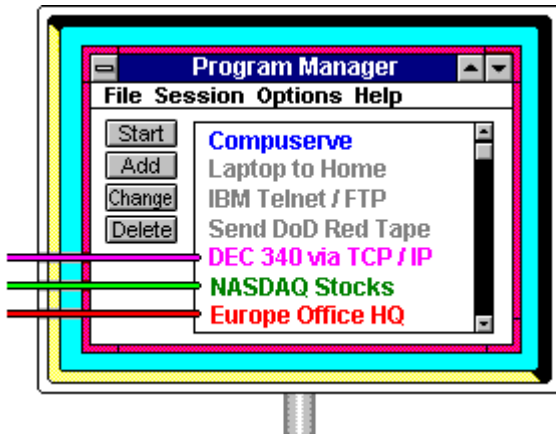 Program Manager
File Session Options Help
Start
Add
Change
Delete
Compuserve
Laptop to Home
IBM Telnet / FTP
Send DoD Red Tape
DEC 340 via TCP / IP
NASDAQ Stocks
Europe Office HQ